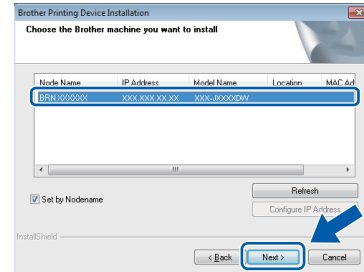 Brother Printing Device Installation
Choose the Brother machine you want to install
Node Name IP Address Model Name Location MAC Ad
BRNXXXXXX XXX.XXX.XX.XX XXX-JXXXXDW
Refresh
Set by Nodename
Configure IP Address
InstallShield
< Back Next > Cancel